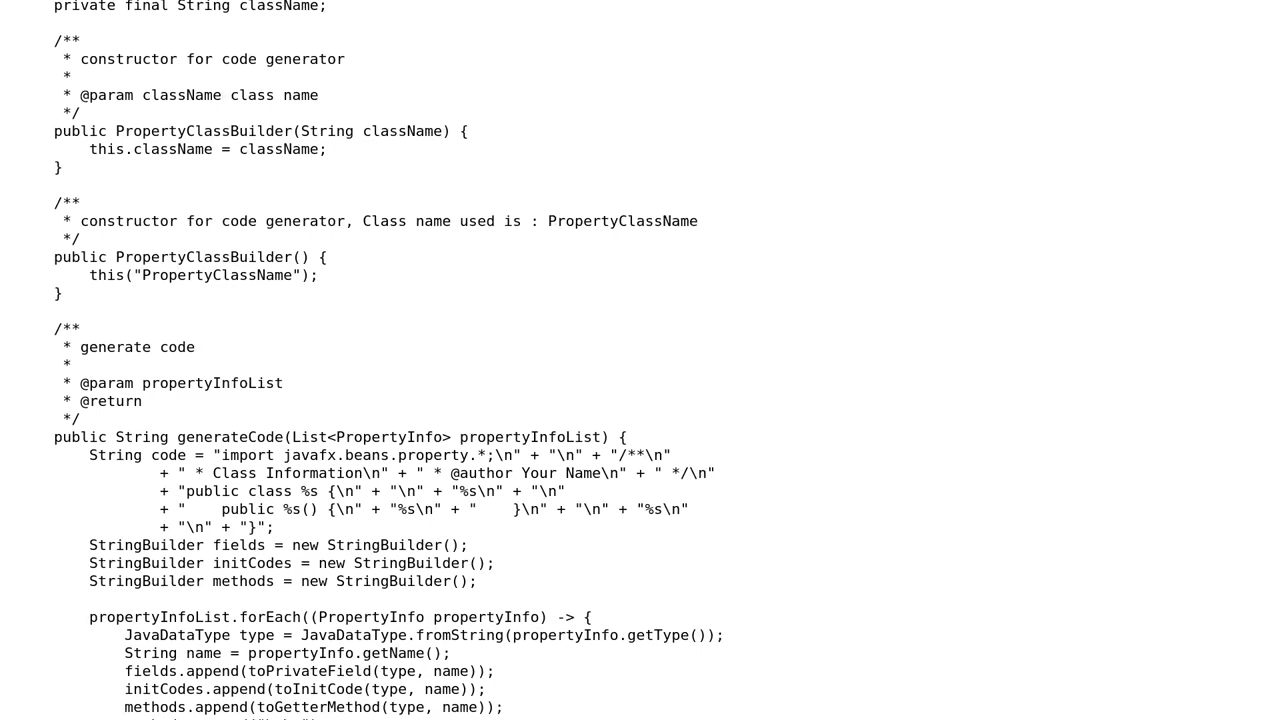 private final String className;

/**
 * constructor for code generator
 *
 * @param className class name
 */
public PropertyClassBuilder(String className) {
    this.className = className;
}

/**
 * constructor for code generator, Class name used is : PropertyClassName
 */
public PropertyClassBuilder() {
    this("PropertyClassName");
}

/**
 * generate code
 *
 * @param propertyInfoList
 * @return
 */
public String generateCode(List<PropertyInfo> propertyInfoList) {
    String code = "import javafx.beans.property.*;\n" + "\n" + "/**\n"
            + " * Class Information\n" + " * @author Your Name\n" + " */\n"
            + "public class %s {\n" + "\n" + "%s\n" + "\n"
            + "    public %s() {\n" + "%s\n" + "    }\n" + "\n" + "%s\n"
            + "\n" + "}";
    StringBuilder fields = new StringBuilder();
    StringBuilder initCodes = new StringBuilder();
    StringBuilder methods = new StringBuilder();

    propertyInfoList.forEach((PropertyInfo propertyInfo) -> {
        JavaDataType type = JavaDataType.fromString(propertyInfo.getType());
        String name = propertyInfo.getName();
        fields.append(toPrivateField(type, name));
        initCodes.append(toInitCode(type, name));
        methods.append(toGetterMethod(type, name));